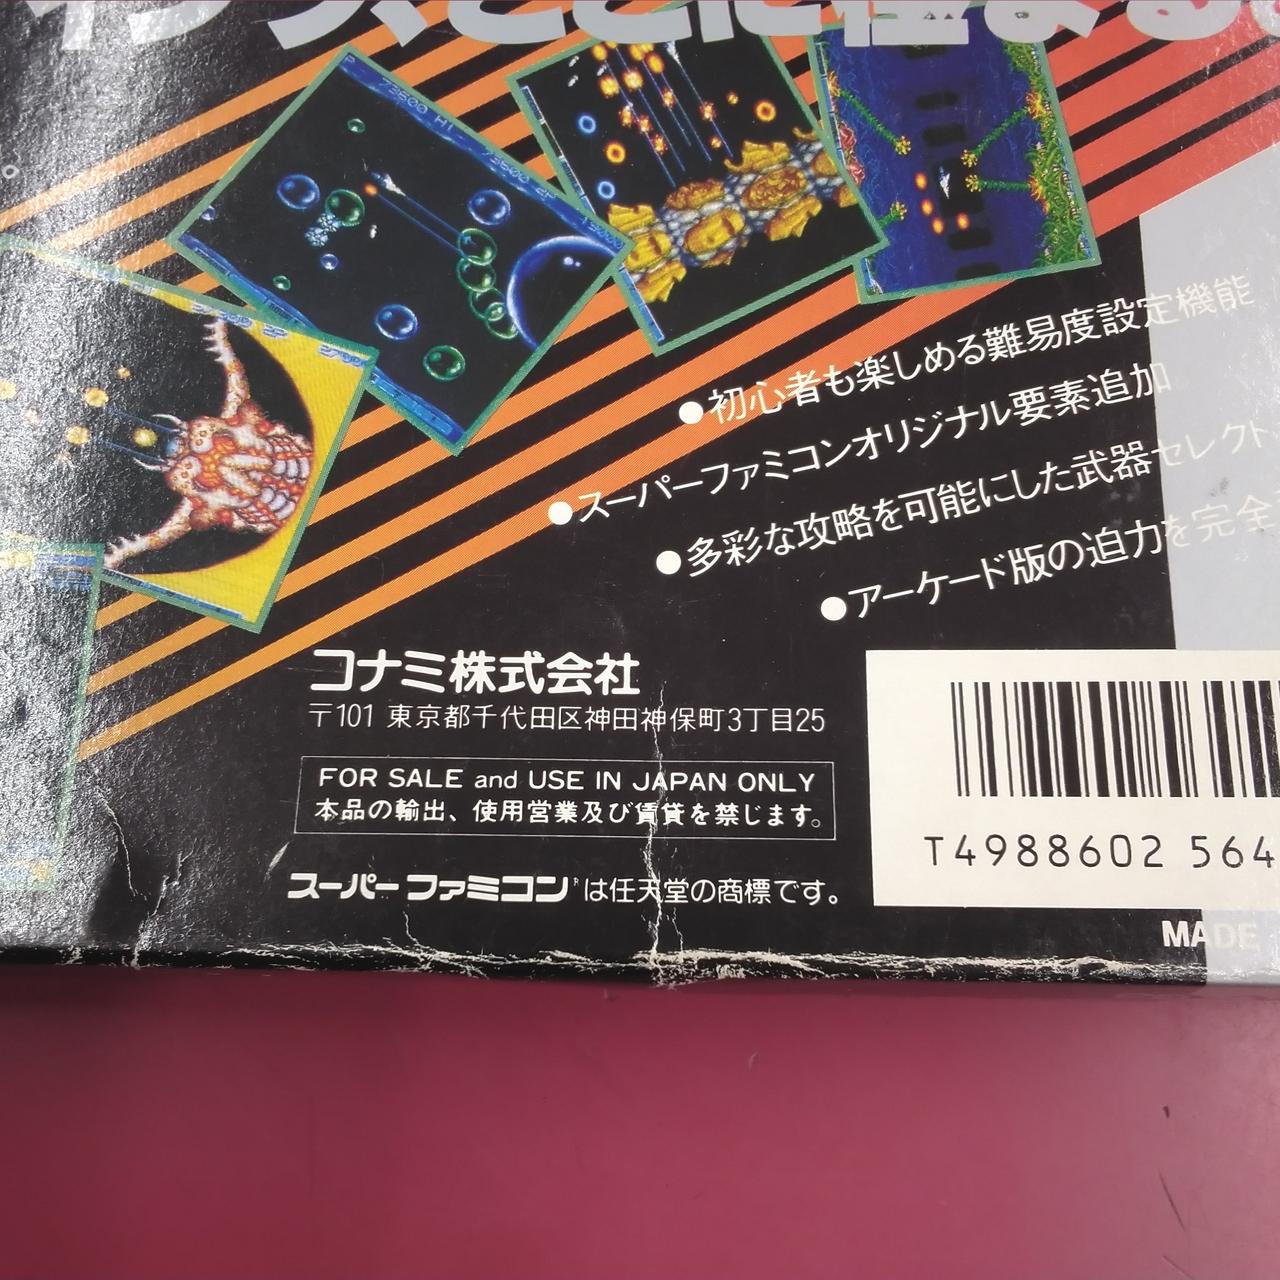 ●初心者も楽しめる難易度設定機能
●スーパーファミコンオリジナル要素追加
●多彩な攻略を可能にした武器セレクト
●アーケード版の迫力を完全
コナミ株式会社
〒101 東京都千代田区神田神保町3丁目25
FOR SALE and USE IN JAPAN ONLY
本品の輸出、使用営業及び賃貸を禁じます。
スーパーファミコン®は任天堂の商標です。
T4988602 564
MADE